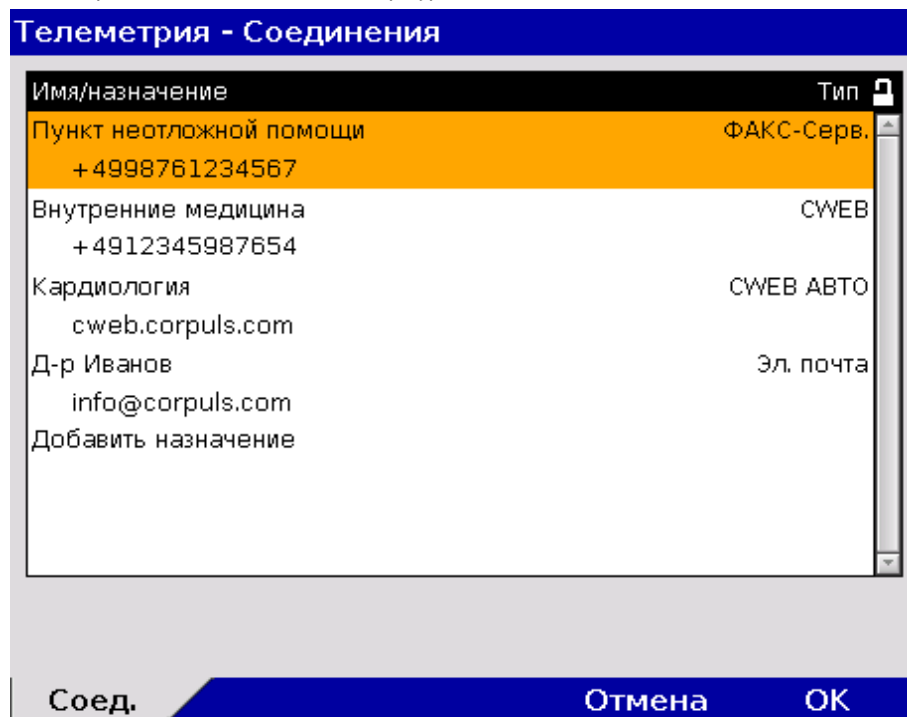 Телеметрия - Соединения
Имя/назначение Тип
Пункт неотложной помощи ФАКС-Серв.
+4998761234567
Внутренние медицина CWEB
+4912345987654
Кардиология CWEB АВТО
cweb.corpuls.com
Д-р Иванов Эл. почта
info@corpuls.com
Добавить назначение
Соед. Отмена OK